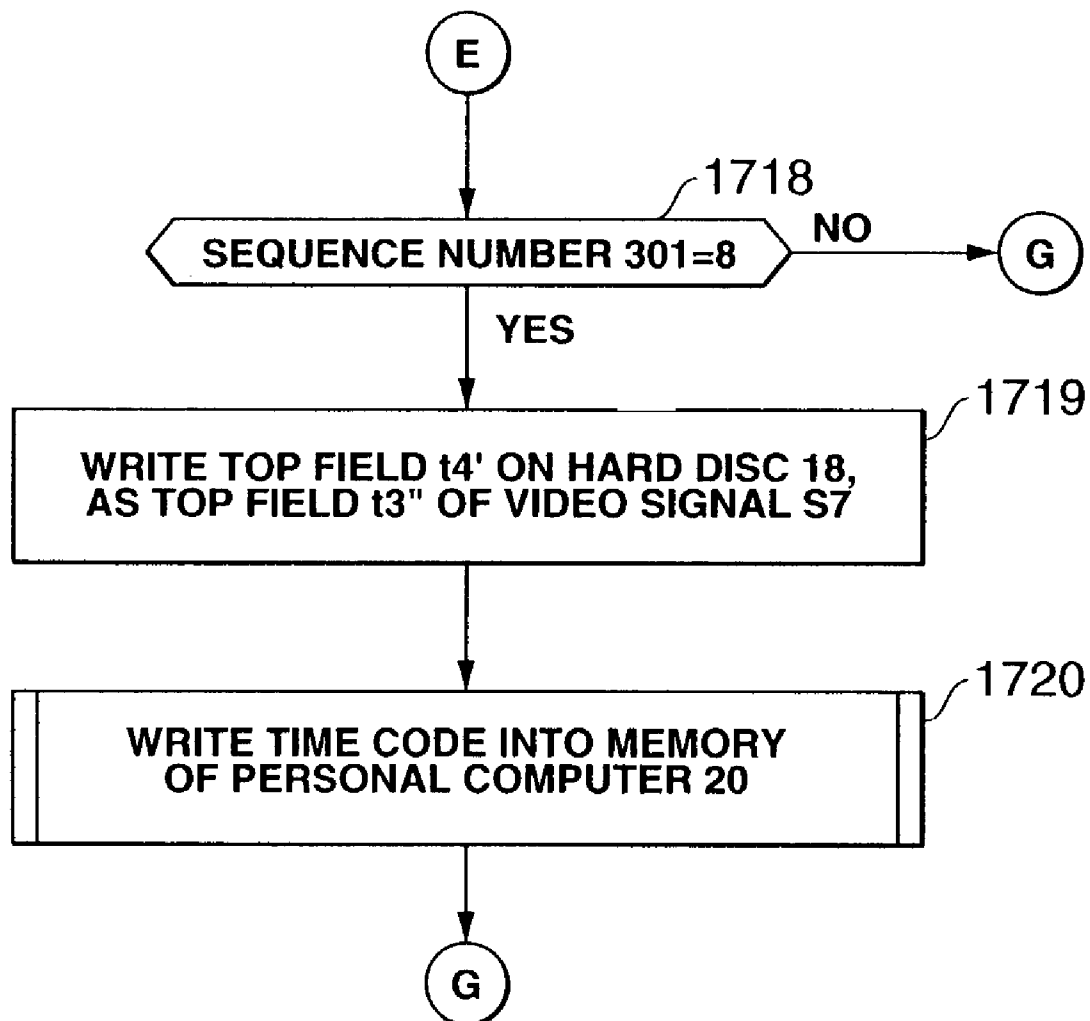 E
1718
SEQUENCE NUMBER 301=8
NO
G
YES
1719
WRITE TOP FIELD t4' ON HARD DISC 18,
AS TOP FIELD t3" OF VIDEO SIGNAL S7
1720
WRITE TIME CODE INTO MEMORY
OF PERSONAL COMPUTER 20
G